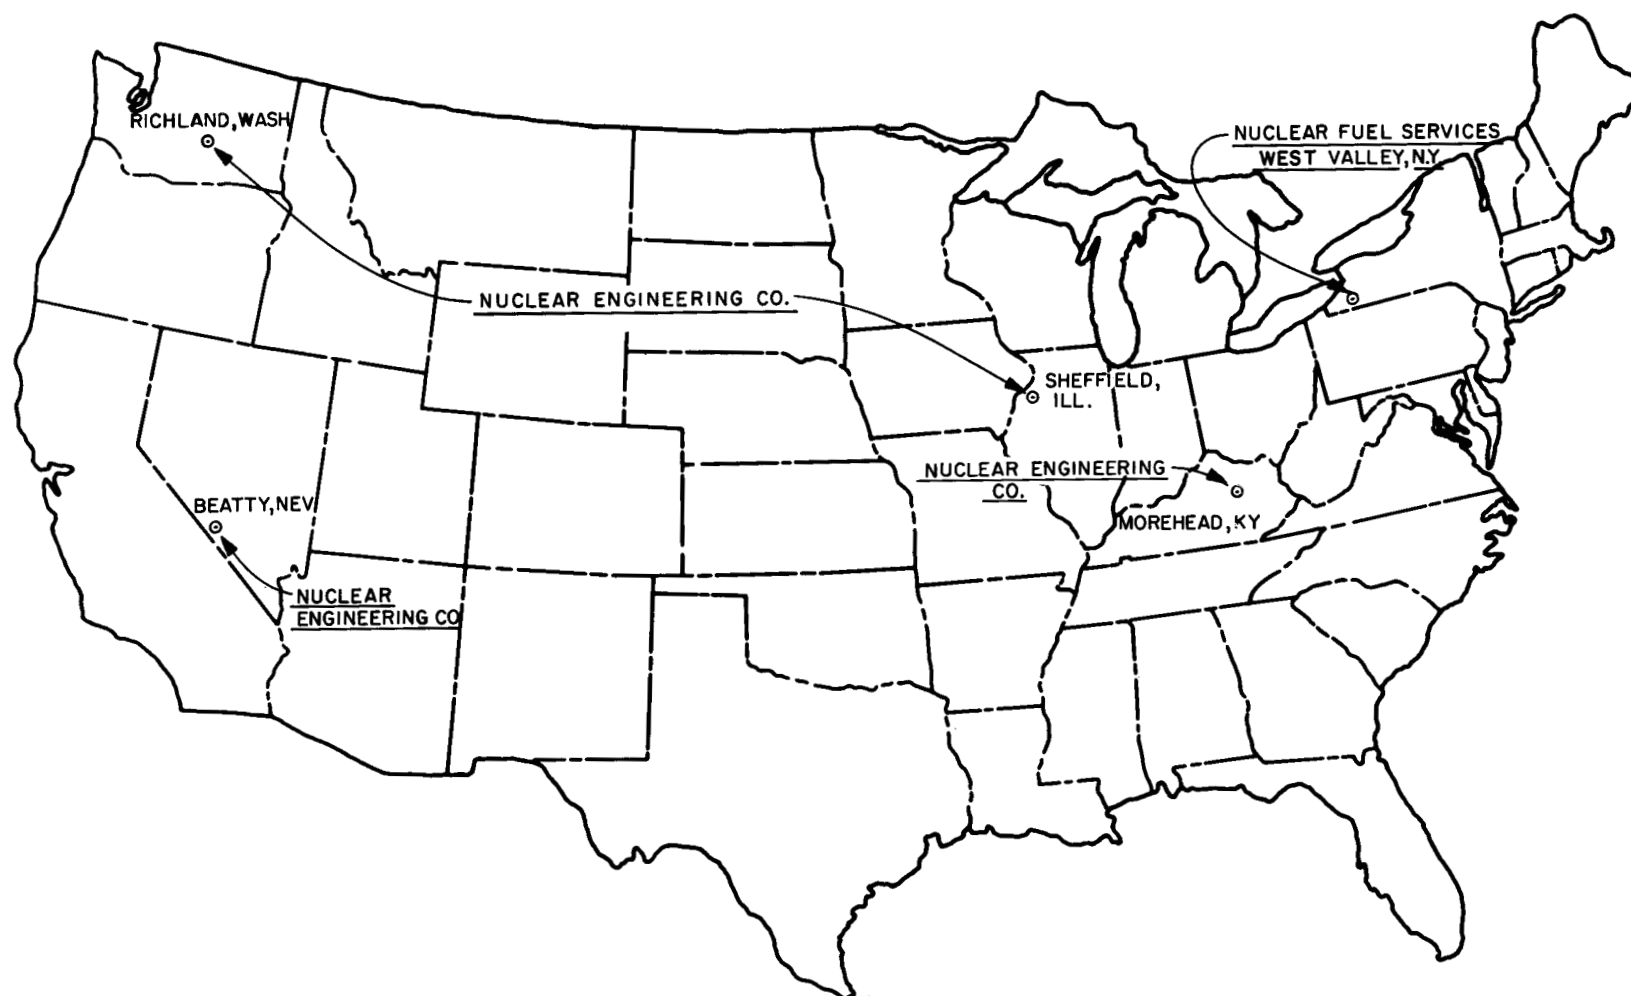 RICHLAND, WASH
NUCLEAR FUEL SERVICES
WEST VALLEY, N.Y.
NUCLEAR ENGINEERING CO.
SHEFFIELD,
ILL.
NUCLEAR ENGINEERING
CO.
MOREHEAD, KY
BEATTY, NEV
NUCLEAR
ENGINEERING CO